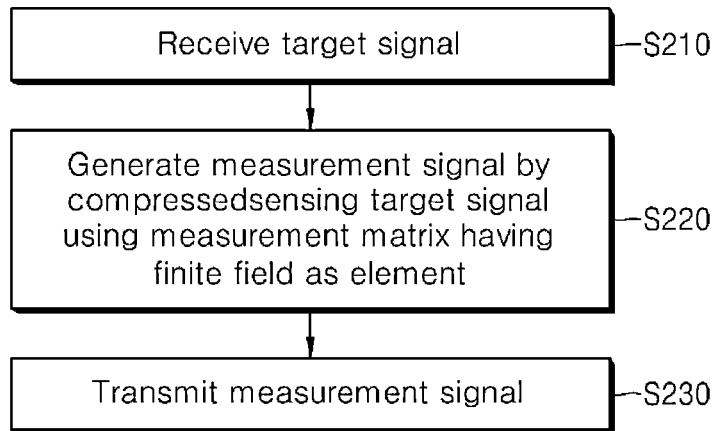 Receive target signal
S210
Generate measurement signal by
compressedsensing target signal
using measurement matrix having
finite field as element
S220
Transmit measurement signal
S230